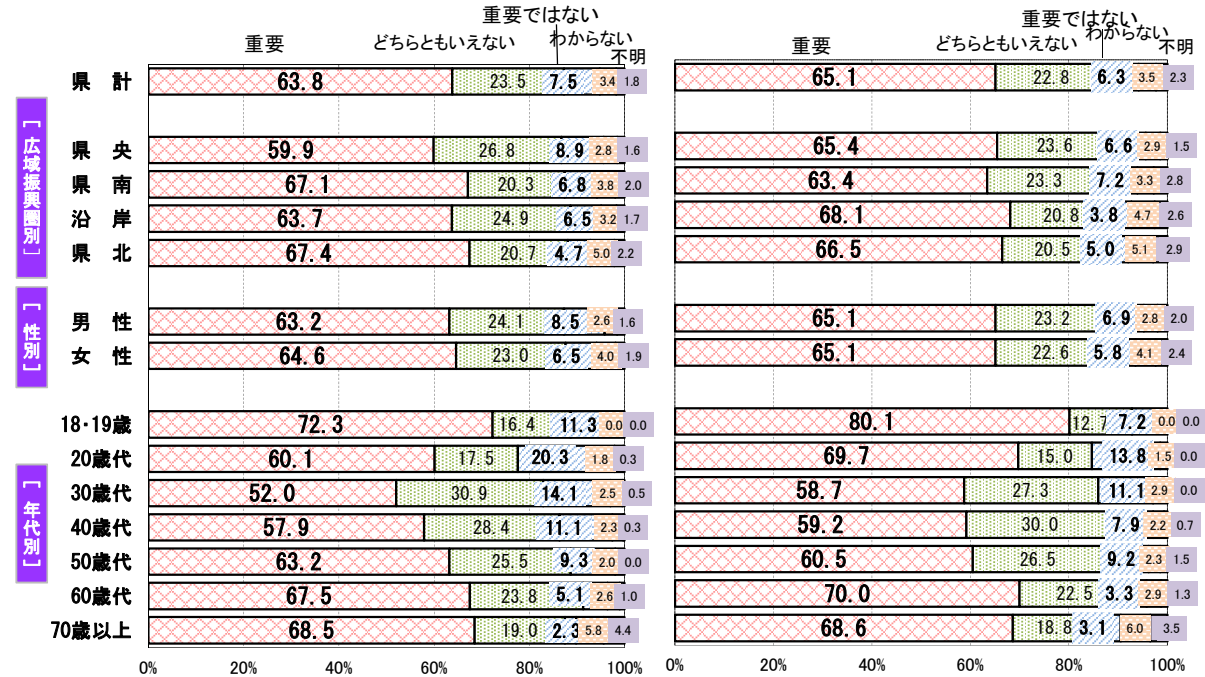 重要ではない 重要ではない
重要 どちらともいえない わからない 重要 どちらともいえない わからない
不明 不明
県 計 63.8 23.5 7.5 3.4 1.8 65.1 22.8 6.3 3.5 2.3
[広域振興圏別]
県 央 59.9 26.8 8.9 2.8 1.6 65.4 23.6 6.6 2.9 1.5
県 南 67.1 20.3 6.8 3.8 2.0 63.4 23.3 7.2 3.3 2.8
沿 岸 63.7 24.9 6.5 3.2 1.7 68.1 20.8 3.8 4.7 2.6
県 北 67.4 20.7 4.7 5.0 2.2 66.5 20.5 5.0 5.1 2.9
[性別]
男 性 63.2 24.1 8.5 2.6 1.6 65.1 23.2 6.9 2.8 2.0
女 性 64.6 23.0 6.5 4.0 1.9 65.1 22.6 5.8 4.1 2.4
[年代別]
18・19歳 72.3 16.4 11.3 0.0 0.0 80.1 12.7 7.2 0.0 0.0
20歳代 60.1 17.5 20.3 1.8 0.3 69.7 15.0 13.8 1.5 0.0
30歳代 52.0 30.9 14.1 2.5 0.5 58.7 27.3 11.1 2.9 0.0
40歳代 57.9 28.4 11.1 2.3 0.3 59.2 30.0 7.9 2.2 0.7
50歳代 63.2 25.5 9.3 2.0 0.0 60.5 26.5 9.2 2.3 1.5
60歳代 67.5 23.8 5.1 2.6 1.0 70.0 22.5 3.3 2.9 1.3
70歳以上 68.5 19.0 2.3 5.8 4.4 68.6 18.8 3.1 6.0 3.5
0% 20% 40% 60% 80% 100% 0% 20% 40% 60% 80% 100%